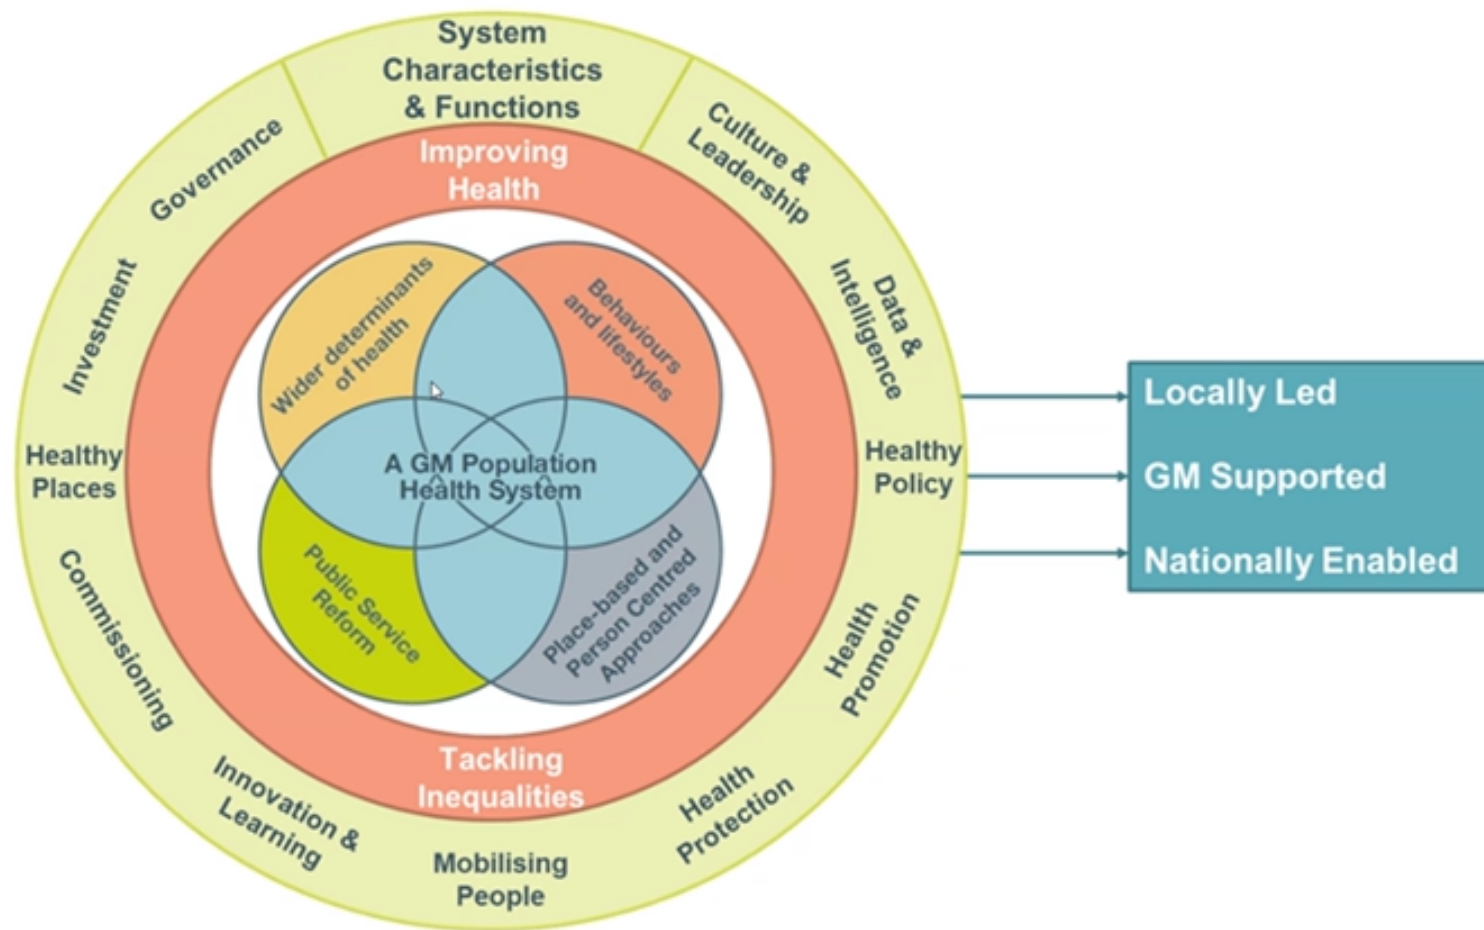 System
Characteristics
& Functions
Culture &
Leadership
Data &
Intelligence
Healthy
Policy
Health
Promotion
Health
Protection
Mobilising
People
Innovation &
Learning
Commissioning
Healthy
Places
Investment
Governance
Improving
Health
Tackling
Inequalities
Wider determinants
of health
Behaviours
and lifestyles
A GM Population
Health System
Public Service
Reform
Place-based and
Person Centred
Approaches
Locally Led
GM Supported
Nationally Enabled